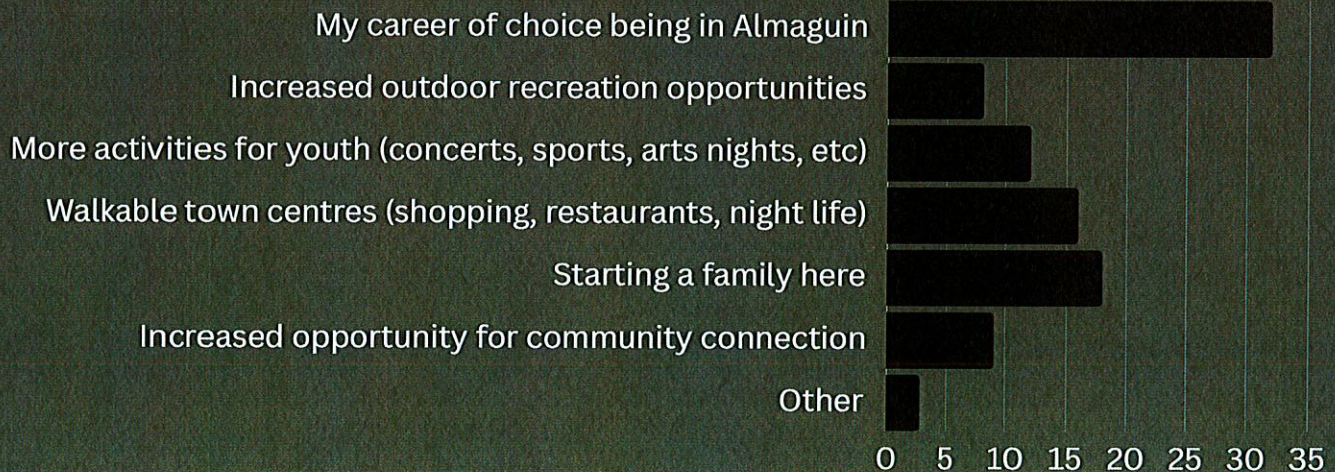 My career of choice being in Almaguin
Increased outdoor recreation opportunities
More activities for youth (concerts, sports, arts nights, etc)
Walkable town centres (shopping, restaurants, night life)
Starting a family here
Increased opportunity for community connection
Other
0 5 10 15 20 25 30 35